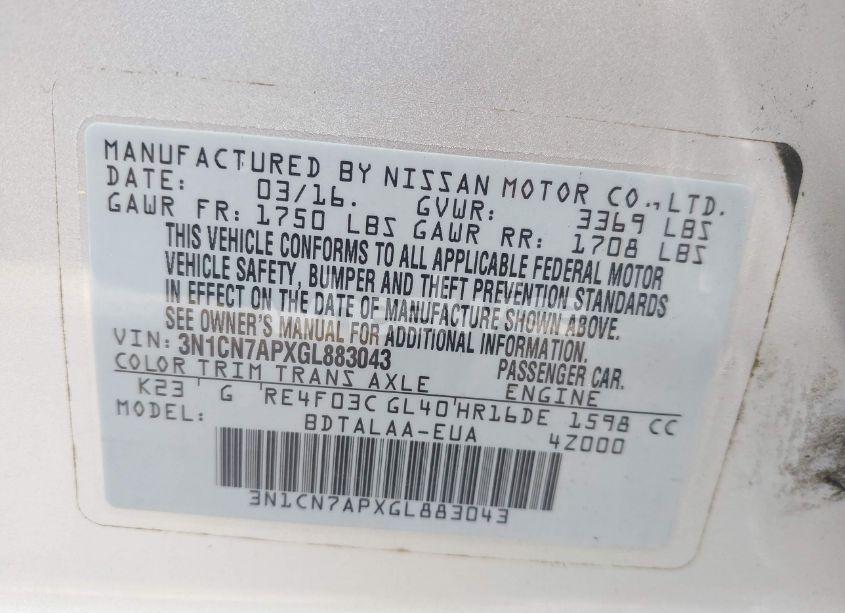 MANUFACTURED BY NISSAN MOTOR CO., LTD.
DATE: 03/16. GVWR: 3369 LBS
GAWR FR: 1750 LBS GAWR RR: 1708 LBS
THIS VEHICLE CONFORMS TO ALL APPLICABLE FEDERAL MOTOR
VEHICLE SAFETY, BUMPER AND THEFT PREVENTION STANDARDS
IN EFFECT ON THE DATE OF MANUFACTURE SHOWN ABOVE.
SEE OWNER'S MANUAL FOR ADDITIONAL INFORMATION.
VIN: 3N1CN7APXGL883043 PASSENGER CAR.
COLOR TRIM TRANS AXLE ENGINE
K23 G RE4F03C GL40 HR16DE 1598 CC
MODEL: BDTALAA-EUA 4Z000
3N1CN7APXGL883043